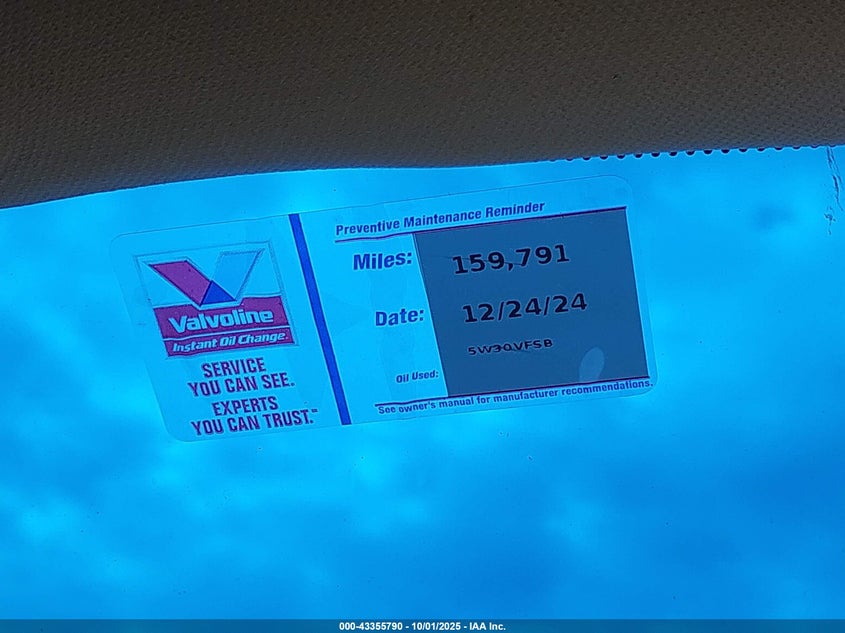 Valvoline
Instant Oil Change.
SERVICE
YOU CAN SEE.
EXPERTS
YOU CAN TRUST.™
Preventive Maintenance Reminder
Miles: 159,791
Date: 12/24/24
5W30VFSB
Oil Used:
See owner's manual for manufacturer recommendations.
000-43355790 - 10/01/2025 - IAA Inc.